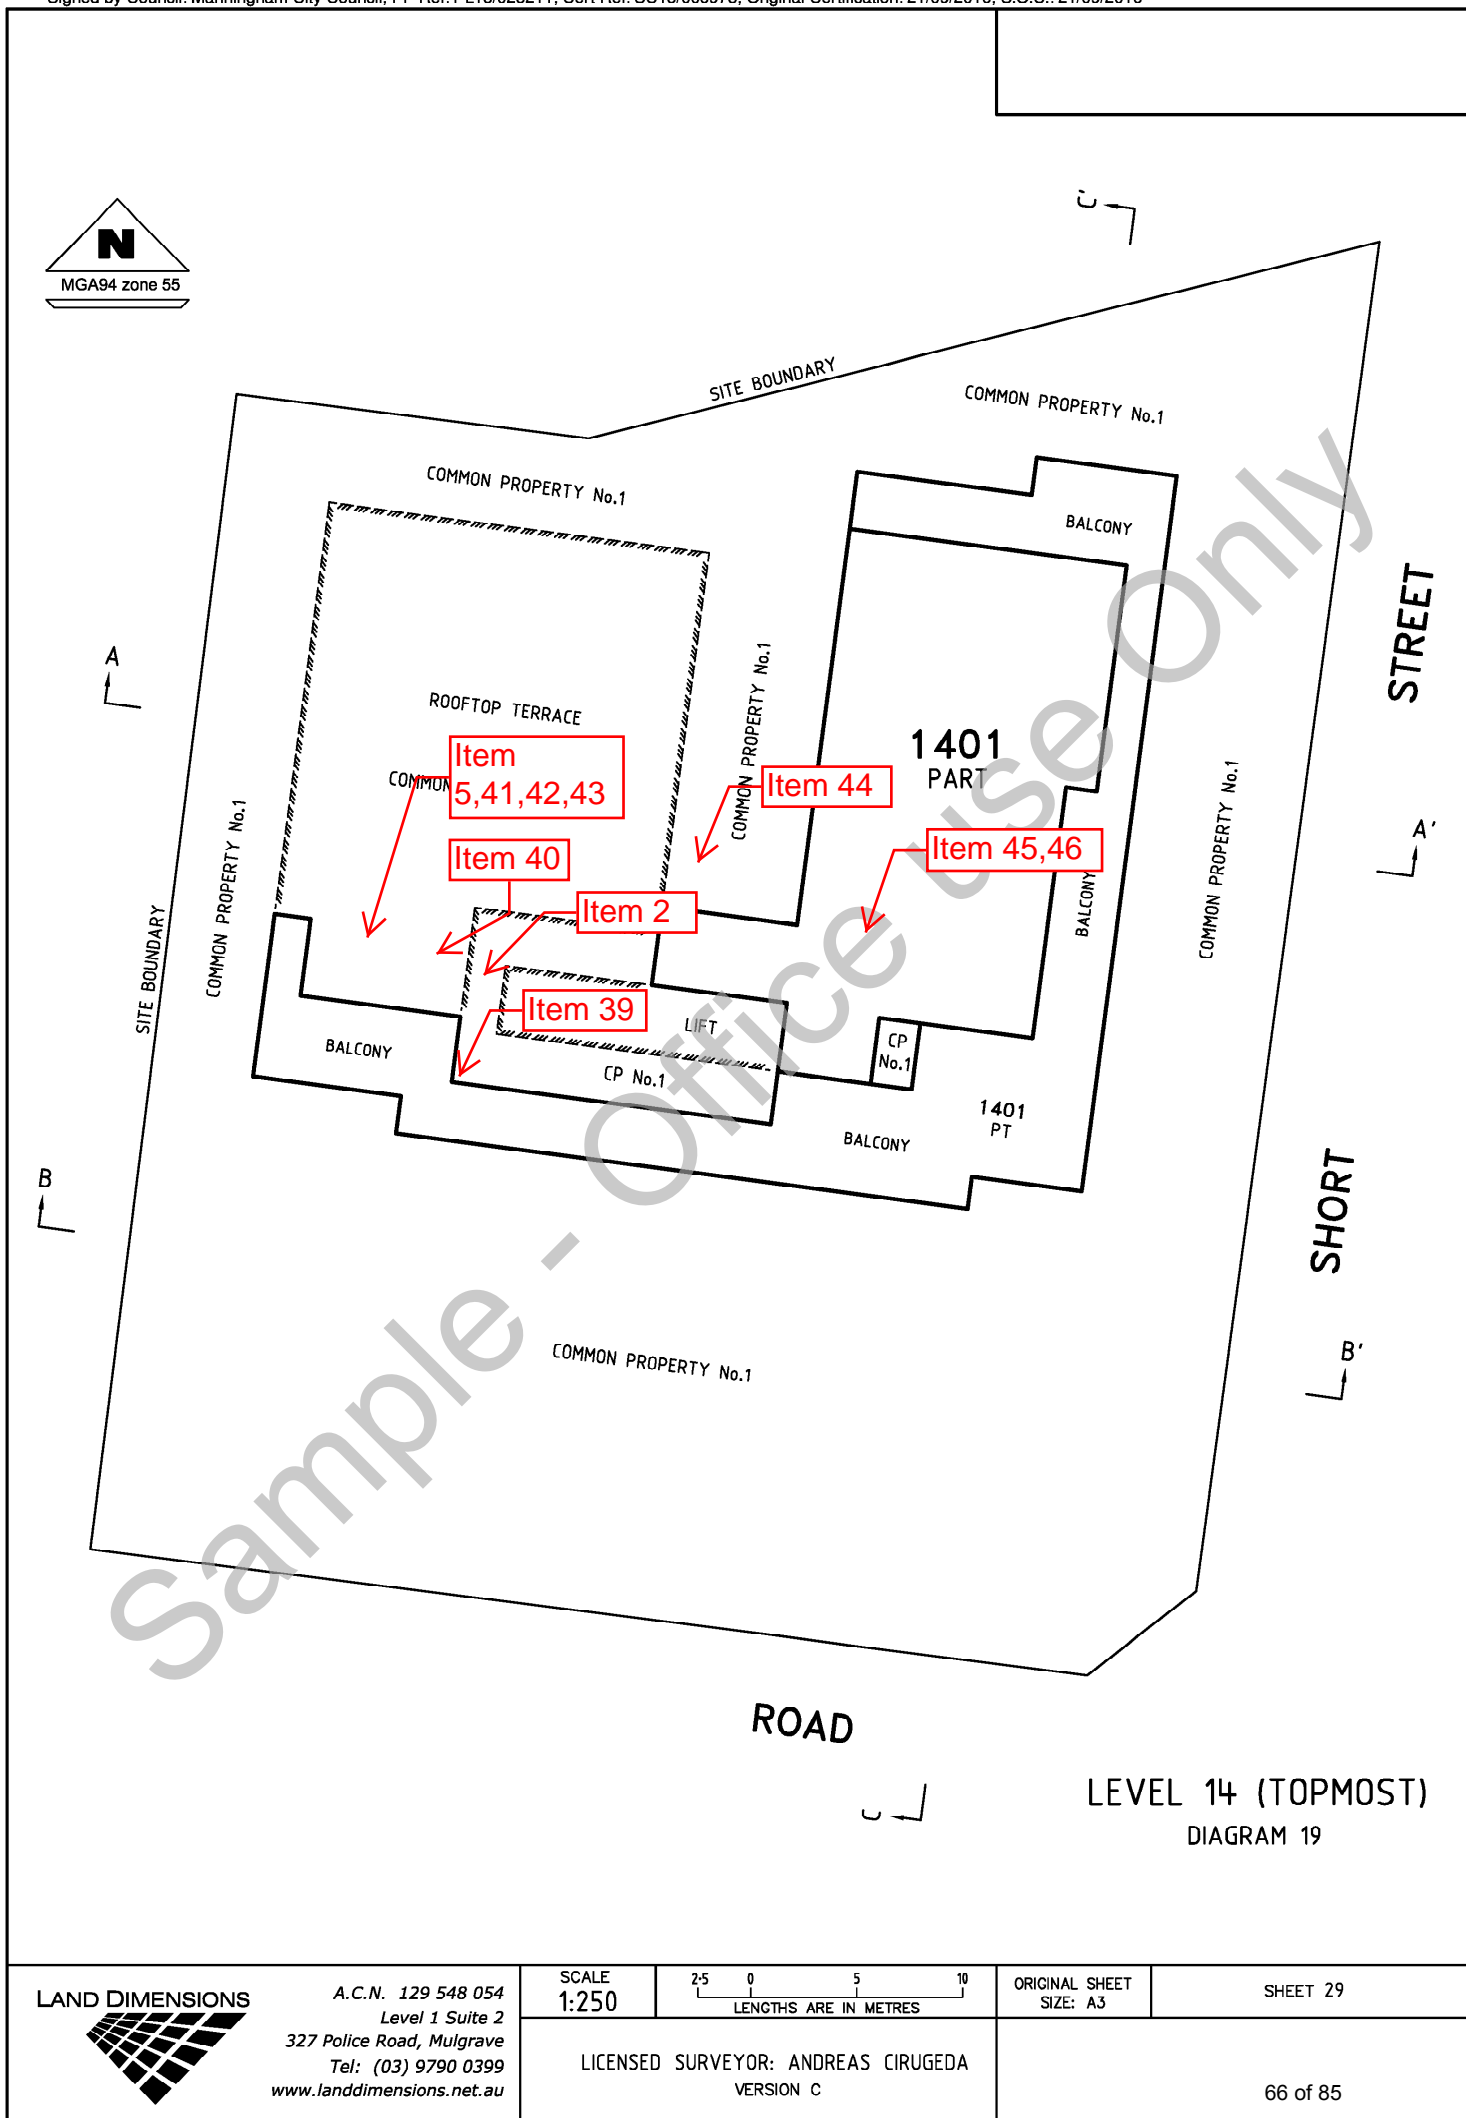 C'
N
MGA94 zone 55
SITE BOUNDARY
COMMON PROPERTY No.1
COMMON PROPERTY No.1
BALCONY
STREET
A
ROOFTOP TERRACE
COMMON PROPERTY No.1
1401
PART
Item
5,41,42,43
COMMON
Item 44
COMMON PROPERTY No.1
COMMON PROPERTY No.1
A'
Item 45,46
Item 40
BALCONY
Item 2
SITE BOUNDARY
Item 39
LIFT
CP
No.1
BALCONY
CP No.1
1401
PT
BALCONY
B
SHORT
B'
COMMON PROPERTY No.1
Sample - Office use Only
ROAD
C
LEVEL 14 (TOPMOST)
DIAGRAM 19
LAND DIMENSIONS
A.C.N. 129 548 054
Level 1 Suite 2
327 Police Road, Mulgrave
Tel: (03) 9790 0399
www.landdimensions.net.au
SCALE
1:250
2·5 0 5 10
LENGTHS ARE IN METRES
ORIGINAL SHEET
SIZE: A3
SHEET 29
LICENSED SURVEYOR: ANDREAS CIRUGEDA
VERSION C
66 of 85